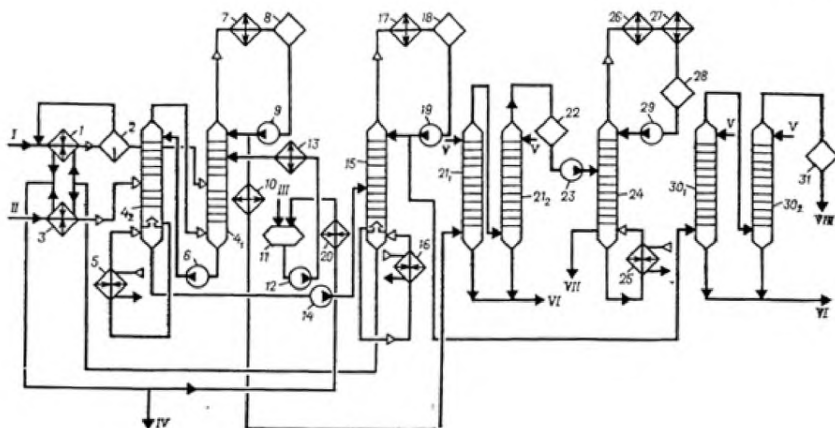 7 8 17 18 26 27
28
I 1 2 9 13 19 22 29
15 V V V V
4₂ 4₁ 10 III 21₁ 21₂ 23 24 30₁ 30₂ 31
II 3
11 20 16 25 VIII
5 6 12 14 VII
VI VI
IV